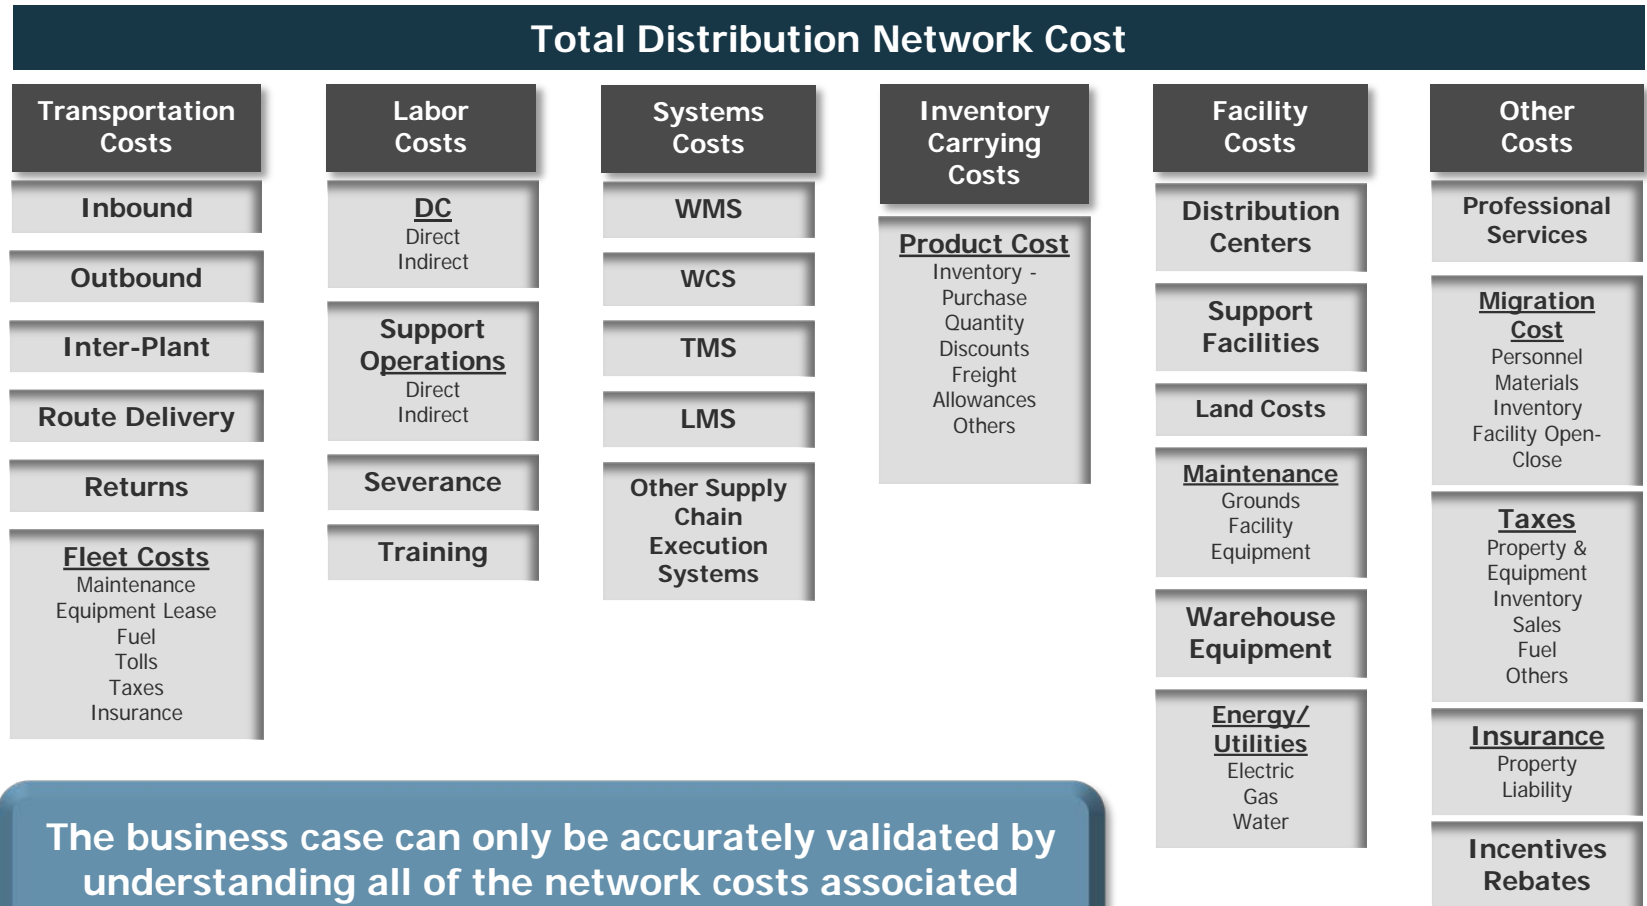 Total Distribution Network Cost
Transportation
Costs
Inbound
Outbound
Inter-Plant
Route Delivery
Returns
Fleet Costs
Maintenance
Equipment Lease
Fuel
Tolls
Taxes
Insurance
Labor
Costs
DC
Direct
Indirect
Support
Operations
Direct
Indirect
Severance
Training
Systems
Costs
WMS
WCS
TMS
LMS
Other Supply
Chain
Execution
Systems
Inventory
Carrying
Costs
Product Cost
Inventory -
Purchase
Quantity
Discounts
Freight
Allowances
Others
Facility
Costs
Distribution
Centers
Support
Facilities
Land Costs
Maintenance
Grounds
Facility
Equipment
Warehouse
Equipment
Energy/
Utilities
Electric
Gas
Water
Other
Costs
Professional
Services
Migration
Cost
Personnel
Materials
Inventory
Facility Open-
Close
Taxes
Property &
Equipment
Inventory
Sales
Fuel
Others
Insurance
Property
Liability
Incentives
Rebates
The business case can only be accurately validated by
understanding all of the network costs associated